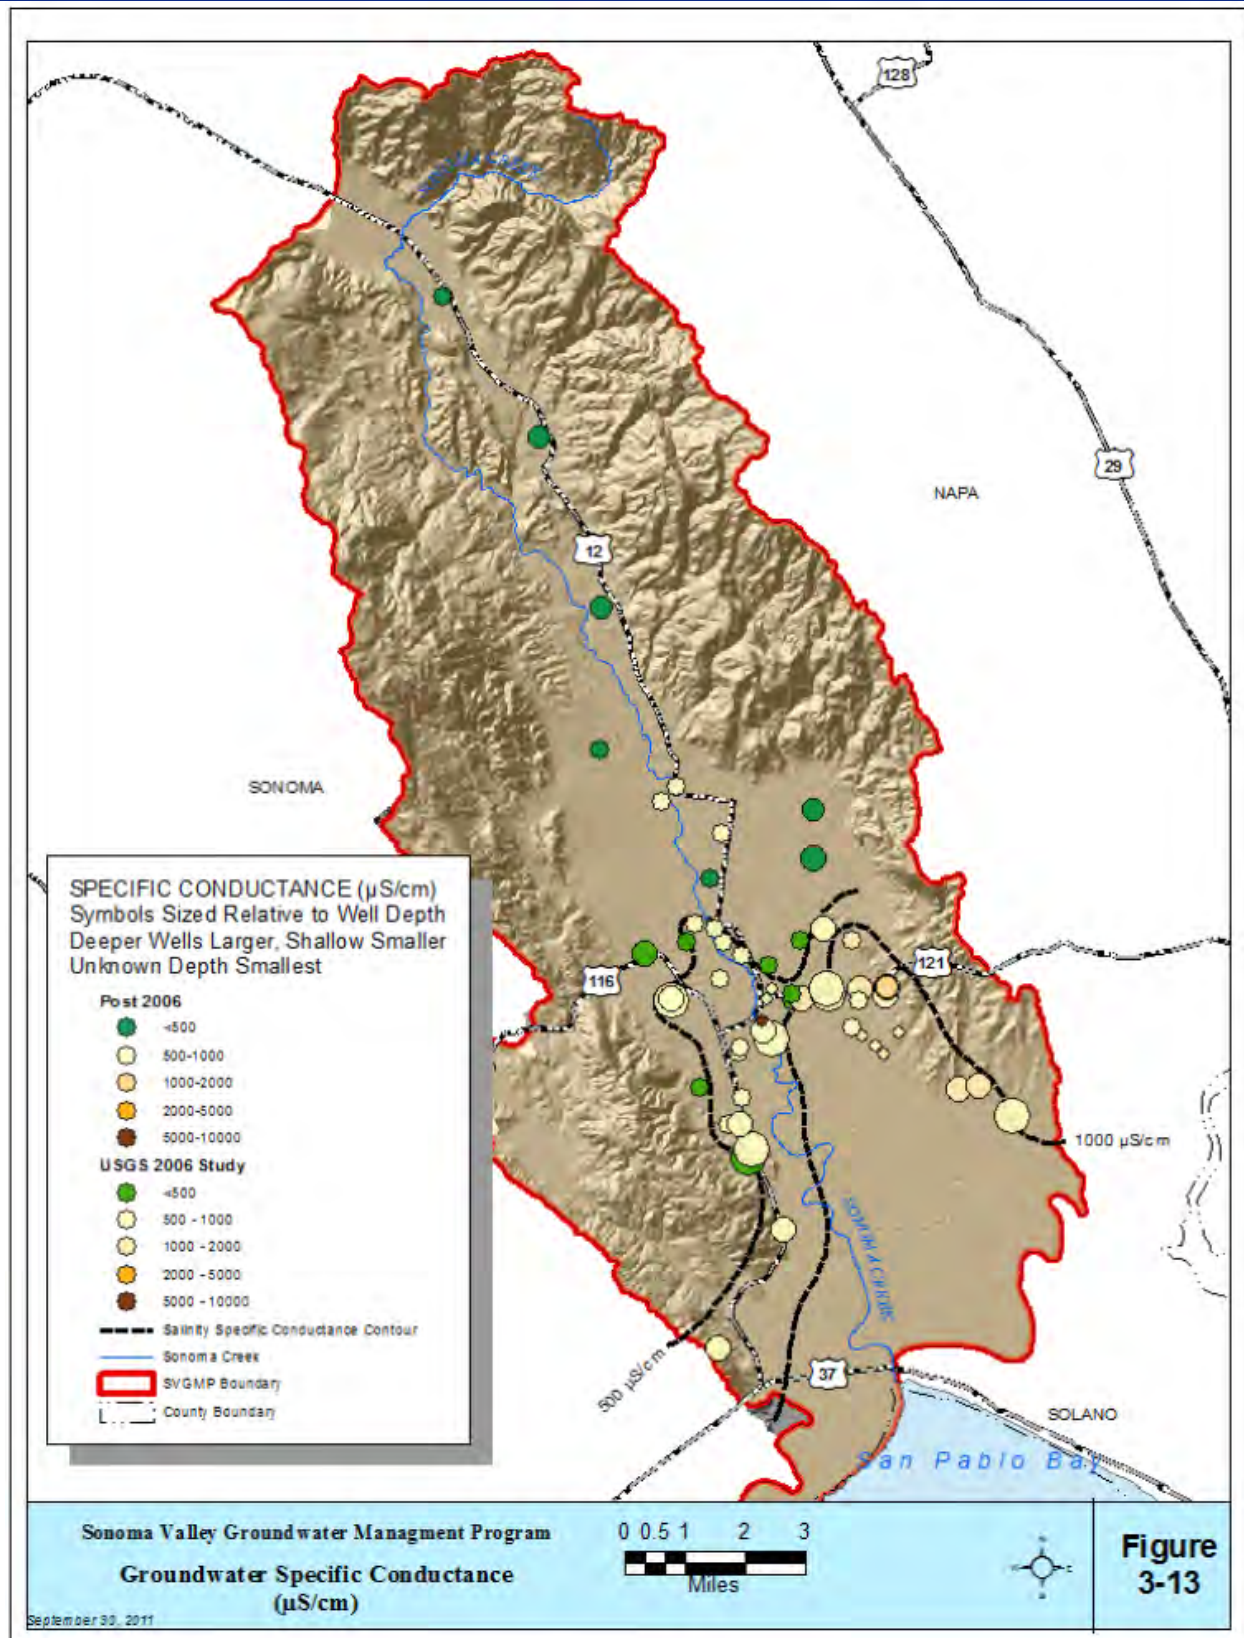 128
29
NAPA
12
SONOMA
SPECIFIC CONDUCTANCE (µS/cm)
Symbols Sized Relative to Well Depth
Deeper Wells Larger, Shallow Smaller
Unknown Depth Smallest
Post 2006
<500
500-1000
1000-2000
2000-5000
5000-10000
USGS 2006 Study
<500
500 - 1000
1000 - 2000
2000 - 5000
5000 - 10000
Salinity Specific Conductance Contour
Sonoma Creek
SVGMP Boundary
County Boundary
116
121
1000 µS/cm
SONOMA CREEK
500 µS/cm
37
SOLANO
San Pablo Bay
Sonoma Valley Groundwater Managment Program
Groundwater Specific Conductance
(µS/cm)
September 30, 2011
0 0.5 1 2 3
Miles
Figure
3-13